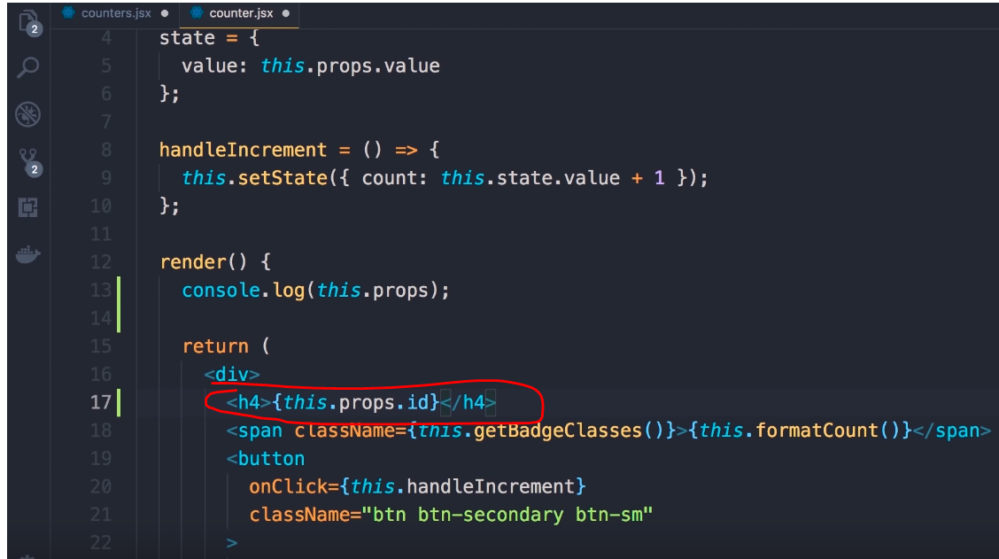 2
counters.jsx ● counter.jsx ●
4 state = {
5 value: this.props.value
6 };
7
8 handleIncrement = () => {
9 this.setState({ count: this.state.value + 1 });
2
10 };
11
12 render() {
13 console.log(this.props);
14
15 return (
16 <div>
17 <h4>{this.props.id}</h4>
18 <span className={this.getBadgeClasses()}>{this.formatCount()}</span>
19 <button
20 onClick={this.handleIncrement}
21 className="btn btn-secondary btn-sm"
22 >